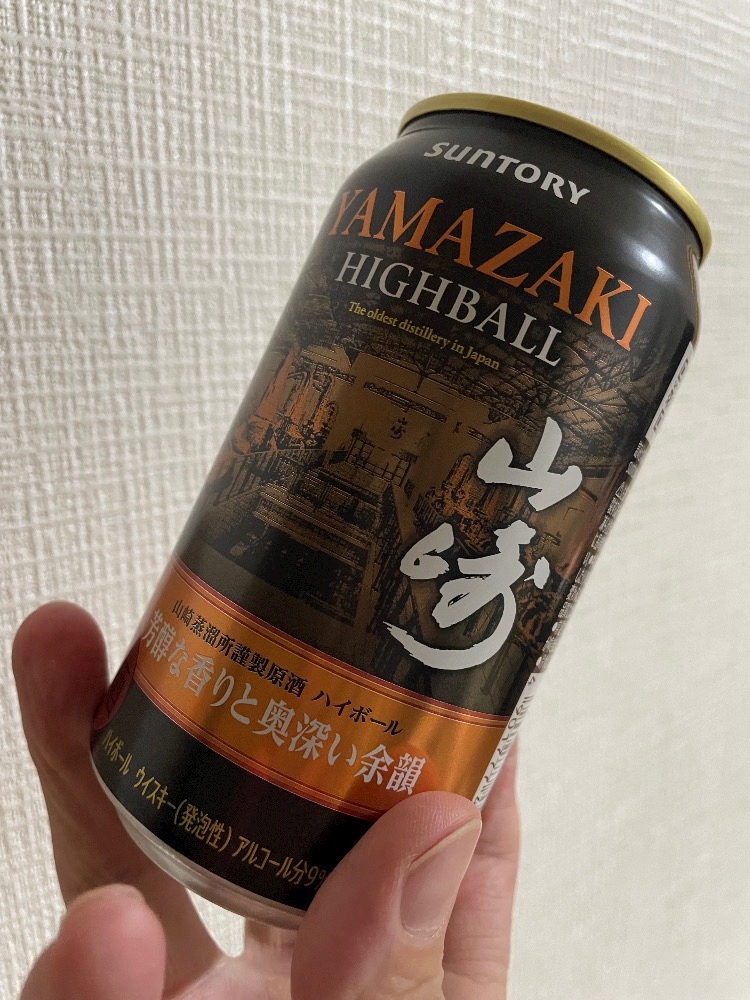 SUNTORY
YAMAZAKI
HIGHBALL
The oldest distillery in Japan
山崎
山崎蒸溜所謹製原酒 ハイボール
芳醇な香りと奥深い余韻
ハイボール ウイスキー(発泡性) アルコール分9%